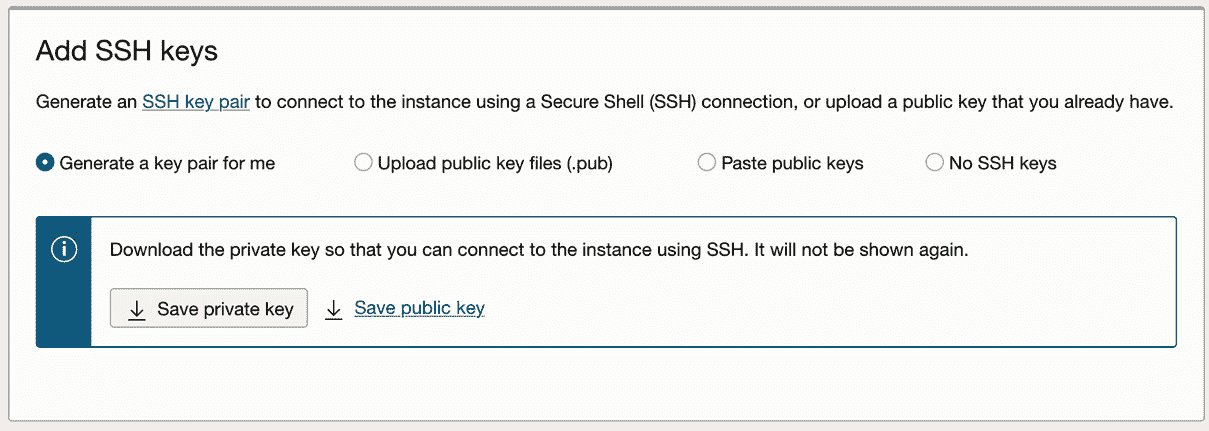 Add SSH keys
Generate an SSH key pair to connect to the instance using a Secure Shell (SSH) connection, or upload a public key that you already have.
Generate a key pair for me Upload public key files (.pub) Paste public keys No SSH keys
Download the private key so that you can connect to the instance using SSH. It will not be shown again.
Save private key Save public key